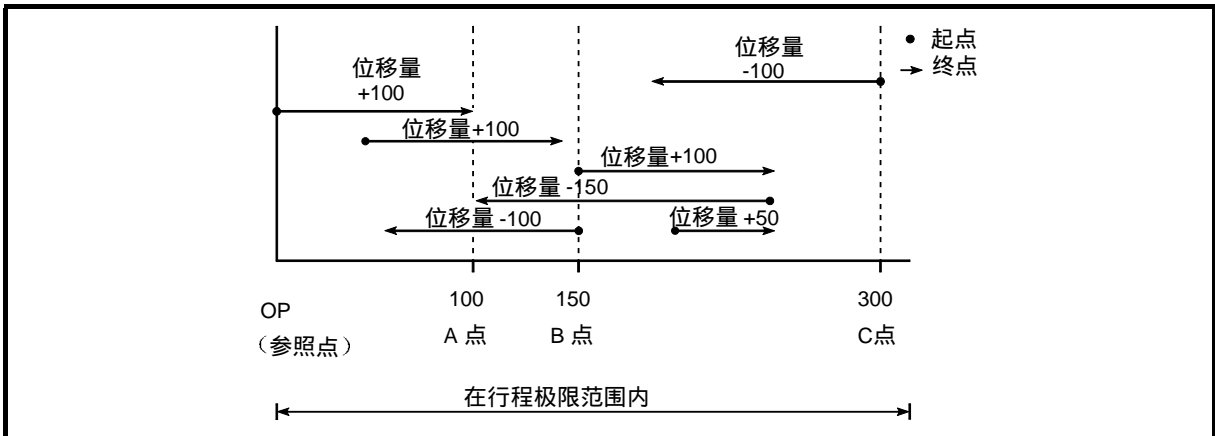 位移量
+100
位移量
-100
起点
终点
位移量+100
位移量+100
位移量 -150
位移量 -100
位移量 +50
100
150
300
OP
（参照点）
A 点
B 点
C点
在行程极限范围内